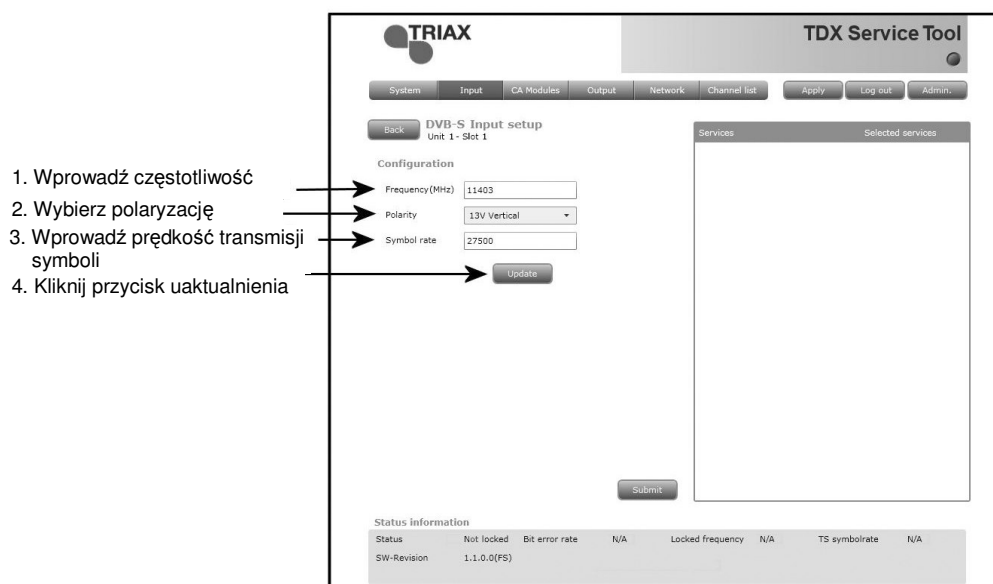 TRIAX
TDX Service Tool
System Input CA Modules Output Network Channel list Apply Log out Admin.
Back DVB-S Input setup
Unit 1 - Slot 1
Services Selected services
Configuration
1. Wprowadź częstotliwość
Frequency(MHz) 11403
2. Wybierz polaryzację
Polarity 13V Vertical
3. Wprowadź prędkość transmisji
symboli
Symbol rate 27500
4. Kliknij przycisk uaktualnienia
Update
Submit
Status information
Status Not locked Bit error rate N/A Locked frequency N/A TS symbolrate N/A
SW-Revision 1.1.0.0(FS)